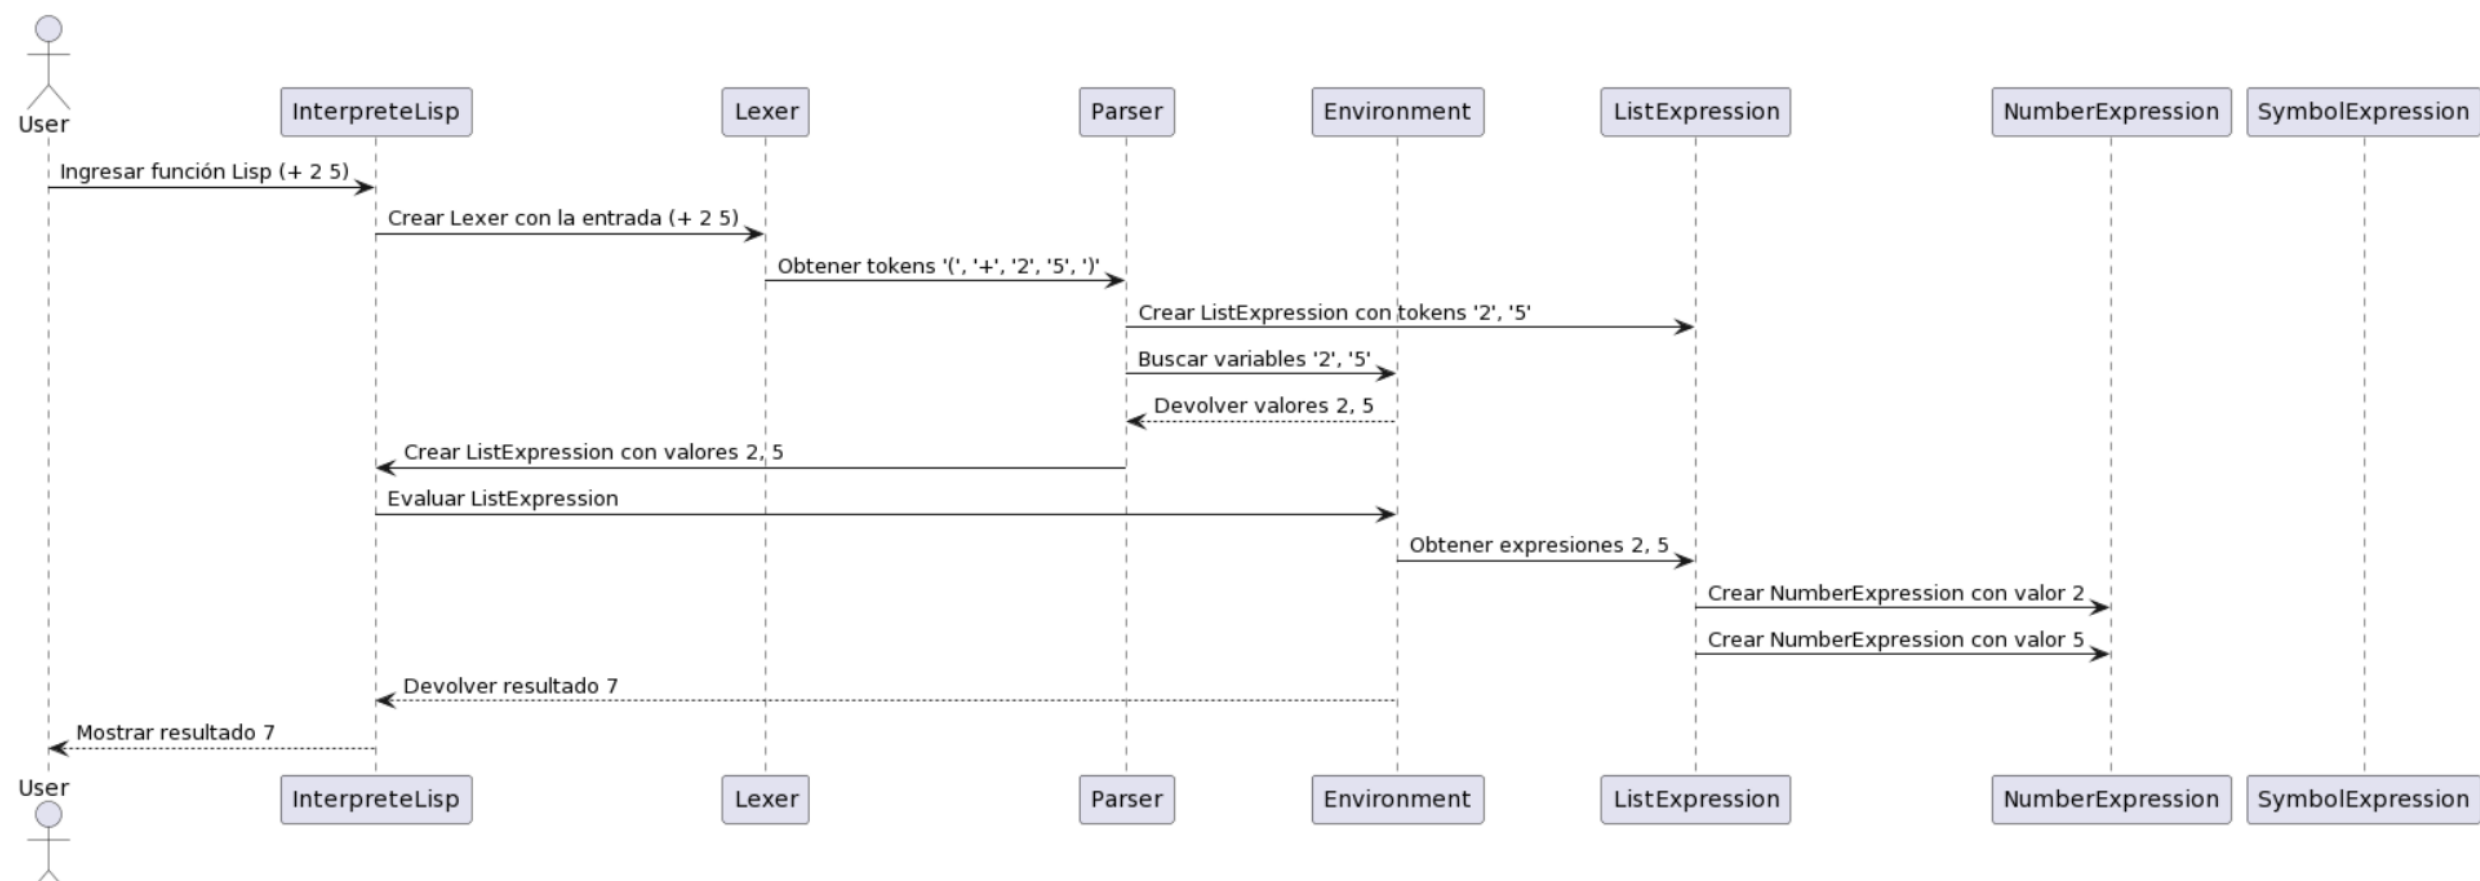 User
InterpreteLisp
Lexer
Parser
Environment
ListExpression
NumberExpression
SymbolExpression
Ingresar función Lisp (+ 2 5)
Crear Lexer con la entrada (+ 2 5)
Obtener tokens '(', '+', '2', '5', ')'
Crear ListExpression con tokens '2', '5'
Buscar variables '2', '5'
Devolver valores 2, 5
Crear ListExpression con valores 2, 5
Evaluar ListExpression
Obtener expresiones 2, 5
Crear NumberExpression con valor 2
Crear NumberExpression con valor 5
Devolver resultado 7
Mostrar resultado 7
User
InterpreteLisp
Lexer
Parser
Environment
ListExpression
NumberExpression
SymbolExpression